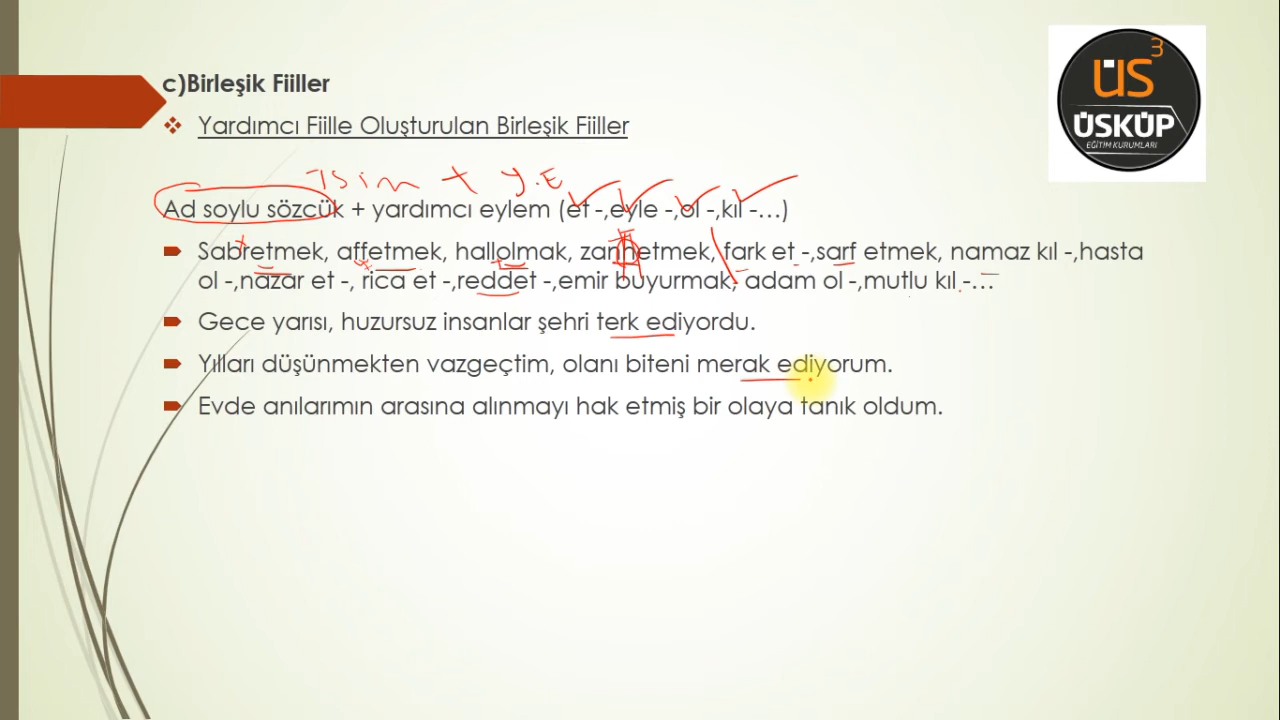 c)Birleşik Fiiller
Yardımcı Fiille Oluşturulan Birleşik Fiiller
İsim + y.E
Ad soylu sözcük + yardımcı eylem (et -,eyle -,ol -,kıl -…)
Sabretmek, affetmek, hallolmak, zannetmek, fark et -,sarf etmek, namaz kıl -,hasta
ol -,nazar et -, rica et -,reddet -,emir buyurmak, adam ol -,mutlu kıl -…
Gece yarısı, huzursuz insanlar şehri terk ediyordu.
Yılları düşünmekten vazgeçtim, olanı biteni merak ediyorum.
Evde anılarımın arasına alınmayı hak etmiş bir olaya tanık oldum.
ÜS3
ÜSKÜP
EĞİTİM KURUMLARI